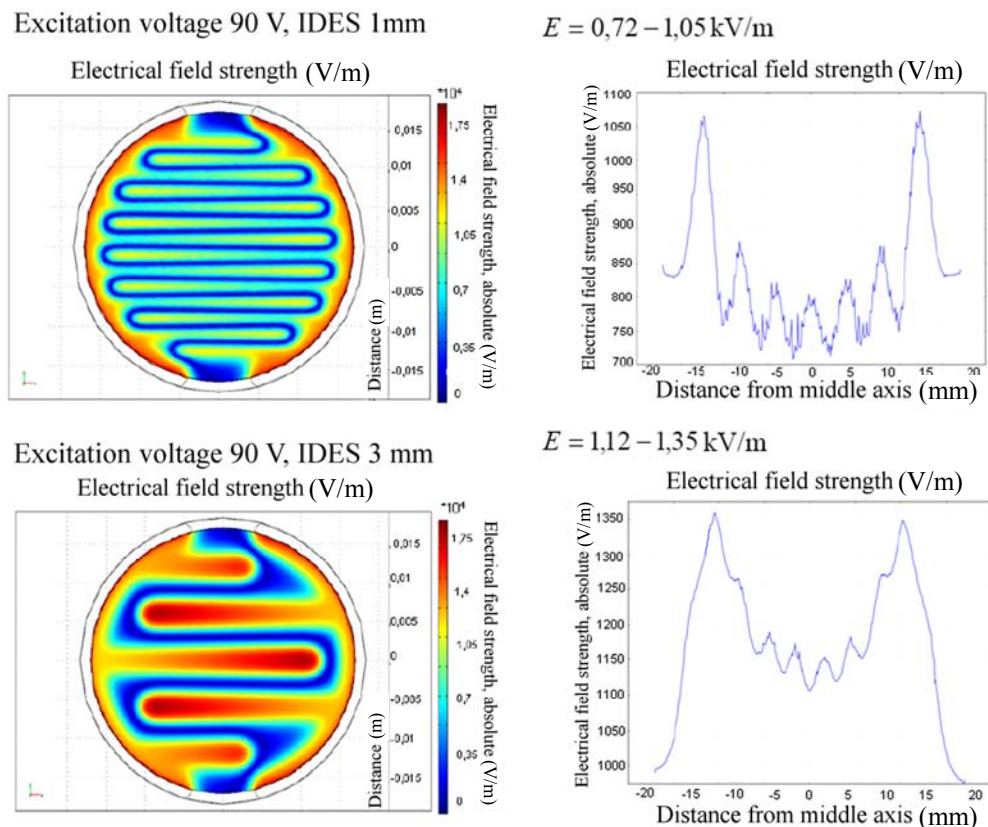 Excitation voltage 90 V, IDES 1mm
E = 0,72 – 1,05 kV/m
Electrical field strength (V/m)
*10⁴
1,75
1,4
1,05
0,7
0,35
0
0,015
0,01
0,005
0
-0,005
-0,01
-0,015
Distance (m)
Electrical field strength, absolute (V/m)
Electrical field strength (V/m)
1100
1050
1000
950
900
850
800
750
700
Electrical field strength, absolute (V/m)
-20 -15 -10 -5 0 5 10 15 20
Distance from middle axis (mm)
Excitation voltage 90 V, IDES 3 mm
E = 1,12 – 1,35 kV/m
Electrical field strength (V/m)
*10⁴
1,75
1,4
1,05
0,7
0,35
0
0,015
0,01
0,005
0
-0,005
-0,01
-0,015
Distance (m)
Electrical field strength, absolute (V/m)
Electrical field strength (V/m)
1350
1300
1250
1200
1150
1100
1050
1000
Electrical field strength, absolute (V/m)
-20 -15 -10 -5 0 5 10 15 20
Distance from middle axis (mm)